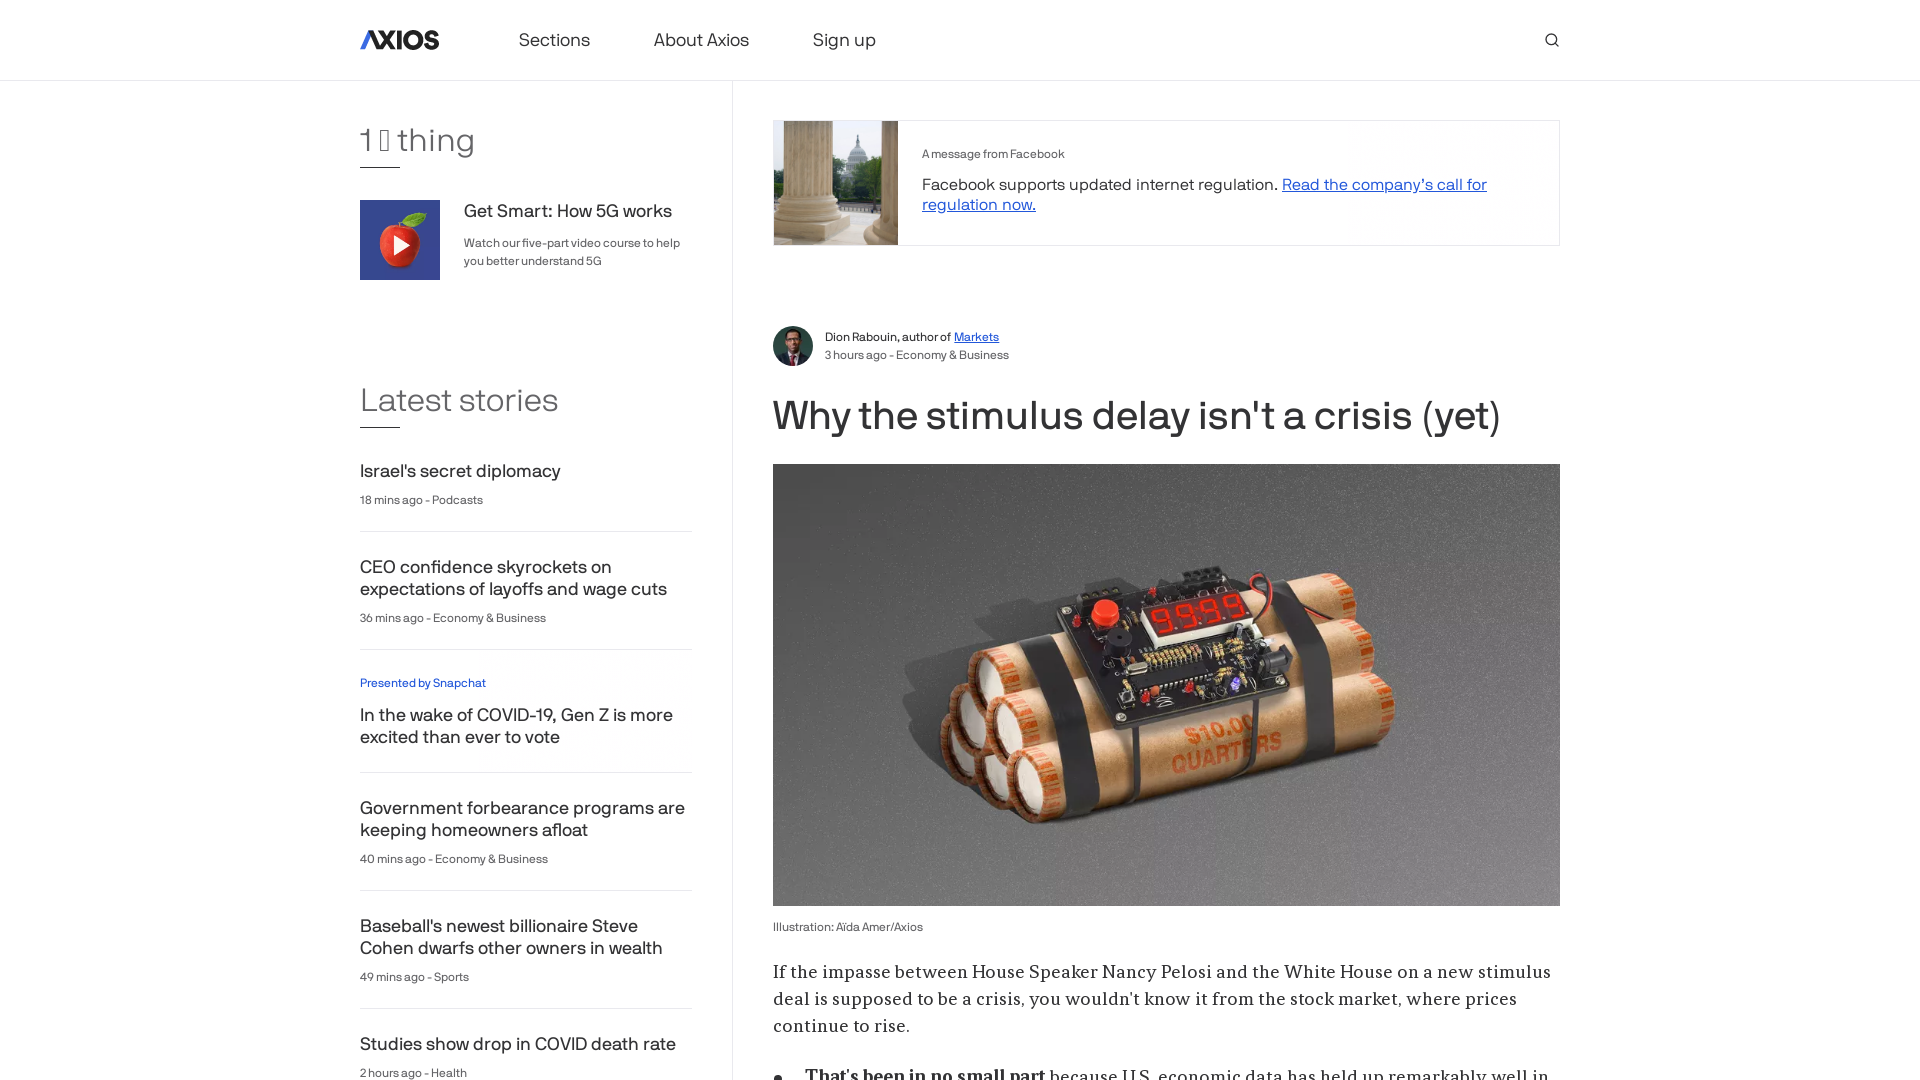 AXIOS
Sections
About Axios
Sign up
1 thing
Get Smart: How 5G works
Watch our five-part video course to help
you better understand 5G
Latest stories
Israel's secret diplomacy
18 mins ago - Podcasts
CEO confidence skyrockets on
expectations of layoffs and wage cuts
36 mins ago - Economy & Business
Presented by Snapchat
In the wake of COVID-19, Gen Z is more
excited than ever to vote
Government forbearance programs are
keeping homeowners afloat
40 mins ago - Economy & Business
Baseball's newest billionaire Steve
Cohen dwarfs other owners in wealth
49 mins ago - Sports
Studies show drop in COVID death rate
2 hours ago - Health
A message from Facebook
Facebook supports updated internet regulation. Read the company's call for
regulation now.
Dion Rabouin, author of Markets
3 hours ago - Economy & Business
Why the stimulus delay isn't a crisis (yet)
99:99
$10.00
QUARTERS
Illustration: Aïda Amer/Axios
If the impasse between House Speaker Nancy Pelosi and the White House on a new stimulus
deal is supposed to be a crisis, you wouldn't know it from the stock market, where prices
continue to rise.
• That's been in no small part because U.S. economic data has held up remarkably well in